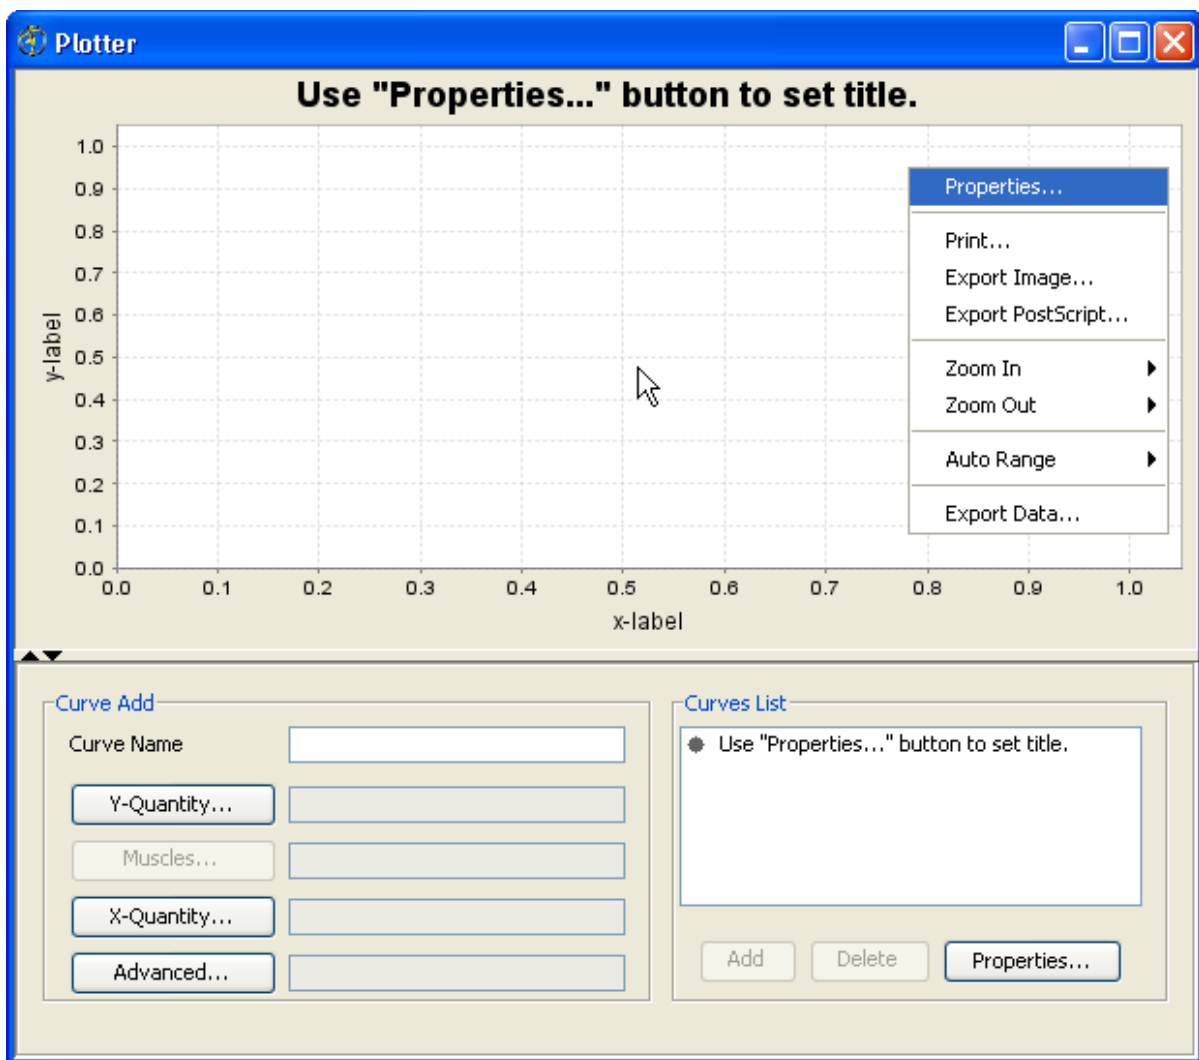 Plotter
Use "Properties..." button to set title.
1.0
0.9
0.8
0.7
0.6
0.5
0.4
0.3
0.2
0.1
0.0
y-label
0.0 0.1 0.2 0.3 0.4 0.5 0.6 0.7 0.8 0.9 1.0
x-label
Properties...
Print...
Export Image...
Export PostScript...
Zoom In
Zoom Out
Auto Range
Export Data...
Curve Add
Curve Name
Y-Quantity...
Muscles...
X-Quantity...
Advanced...
Curves List
Use "Properties..." button to set title.
Add Delete Properties...